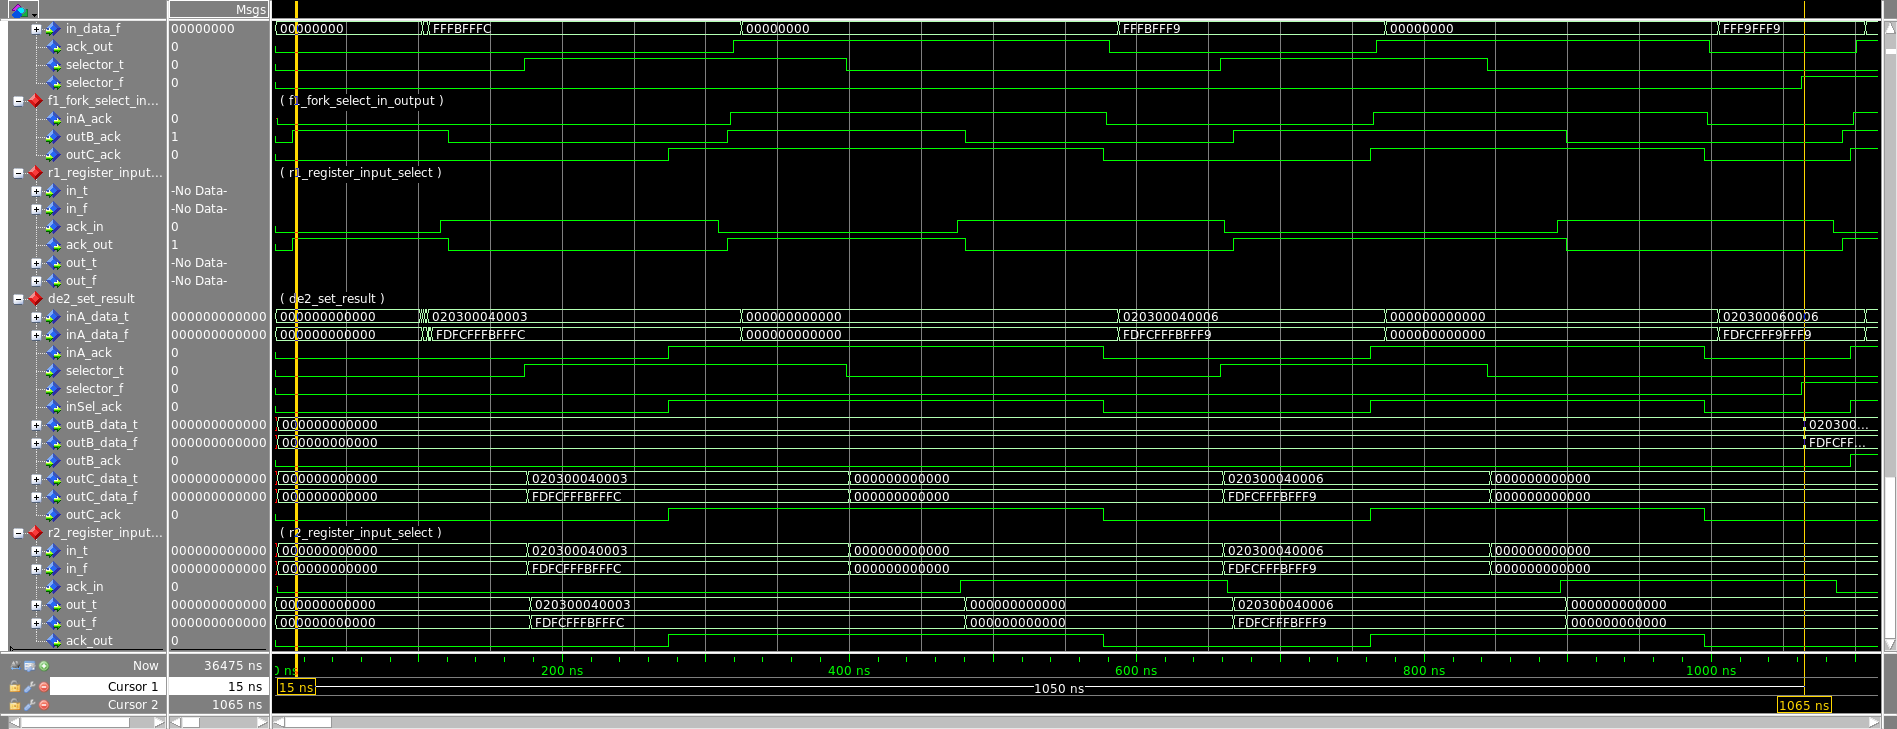 Msgs
in_data_f 00000000 00000000 FFFBFFFC 00000000 FFFBFFF9 00000000 FFF9FFF9
ack_out 0
selector_t 0
selector_f 0
f1_fork_select_in... ( f1_fork_select_in_output )
inA_ack 0
outB_ack 1
outC_ack 0
r1_register_input... ( r1_register_input_select )
in_t -No Data-
in_f -No Data-
ack_in 0
ack_out 1
out_t -No Data-
out_f -No Data-
de2_set_result ( de2_set_result )
inA_data_t 000000000000 000000000000 020300040003 000000000000 020300040006 000000000000 020300060006
inA_data_f 000000000000 000000000000 FDFCFFFBFFFC 000000000000 FDFCFFFBFFF9 000000000000 FDFCFFF9FFF9
inA_ack 0
selector_t 0
selector_f 0
inSel_ack 0
outB_data_t 000000000000 000000000000 020300...
outB_data_f 000000000000 000000000000 FDFCFF...
outB_ack 0
outC_data_t 000000000000 000000000000 020300040003 000000000000 020300040006 000000000000
outC_data_f 000000000000 000000000000 FDFCFFFBFFFC 000000000000 FDFCFFFBFFF9 000000000000
outC_ack 0
r2_register_input... ( r2_register_input_select )
in_t 000000000000 000000000000 020300040003 000000000000 020300040006 000000000000
in_f 000000000000 000000000000 FDFCFFFBFFFC 000000000000 FDFCFFFBFFF9 000000000000
ack_in 0
out_t 000000000000 000000000000 020300040003 000000000000 020300040006 000000000000
out_f 000000000000 000000000000 FDFCFFFBFFFC 000000000000 FDFCFFFBFFF9 000000000000
ack_out 0
Now 36475 ns 0 ns 200 ns 400 ns 600 ns 800 ns 1000 ns
Cursor 1 15 ns 15 ns 1050 ns
Cursor 2 1065 ns 1065 ns